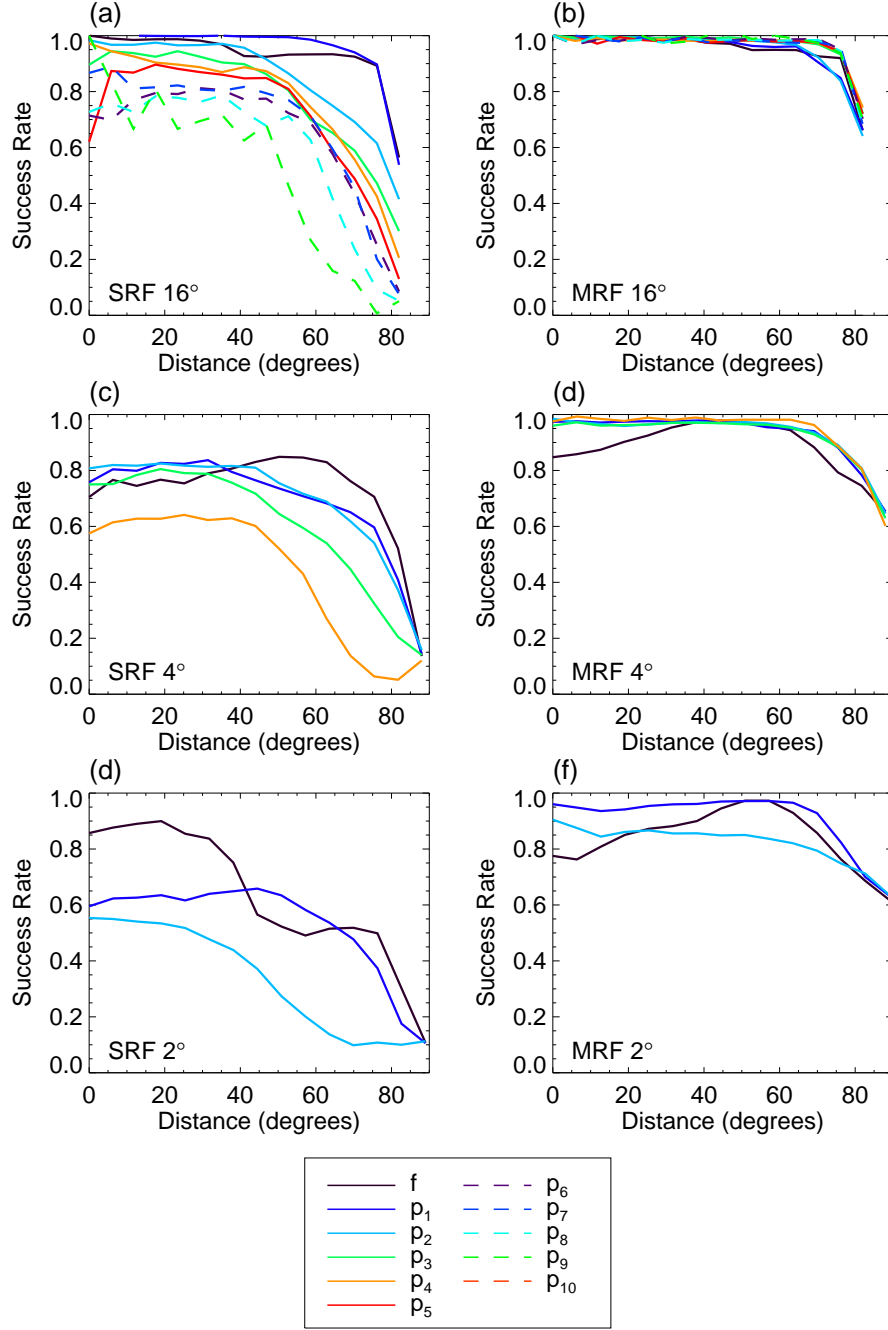 (a)
1.0
0.8
0.6
0.4
0.2
0.0
Success Rate
SRF 16°
0 20 40 60 80
Distance (degrees)
(b)
1.0
0.8
0.6
0.4
0.2
0.0
Success Rate
MRF 16°
0 20 40 60 80
Distance (degrees)
(c)
1.0
0.8
0.6
0.4
0.2
0.0
Success Rate
SRF 4°
0 20 40 60 80
Distance (degrees)
(d)
1.0
0.8
0.6
0.4
0.2
0.0
Success Rate
MRF 4°
0 20 40 60 80
Distance (degrees)
(d)
1.0
0.8
0.6
0.4
0.2
0.0
Success Rate
SRF 2°
0 20 40 60 80
Distance (degrees)
(f)
1.0
0.8
0.6
0.4
0.2
0.0
Success Rate
MRF 2°
0 20 40 60 80
Distance (degrees)
f
p₁
p₂
p₃
p₄
p₅
p₆
p₇
p₈
p₉
p₁₀